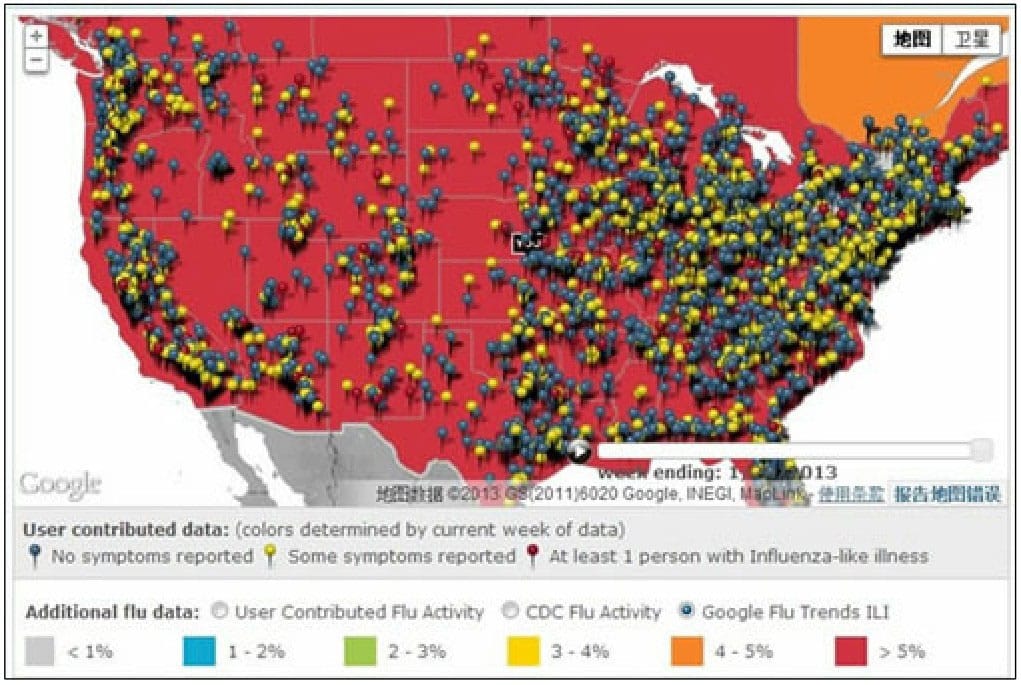 +
−
地图 卫星
Google
week ending:
地图数据 ©2013 GS(2011)6020 Google, INEGI, MapLink - 使用条款 报告地图错误
User contributed data: (colors determined by current week of data)
No symptoms reported Some symptoms reported At least 1 person with Influenza-like illness
Additional flu data: User Contributed Flu Activity CDC Flu Activity Google Flu Trends ILI
< 1% 1 - 2% 2 - 3% 3 - 4% 4 - 5% > 5%